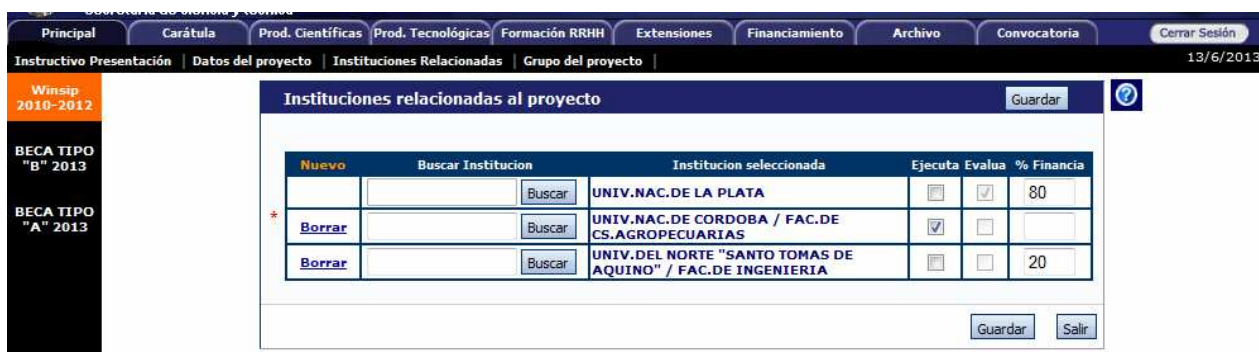 Principal Carátula Prod. Científicas Prod. Tecnológicas Formación RRHH Extensiones Financiamiento Archivo Convocatoria Cerrar Sesión
Instructivo Presentación | Datos del proyecto | Instituciones Relacionadas | Grupo del proyecto | 13/6/2013
Winsip
2010-2012
BECA TIPO
"B" 2013
BECA TIPO
"A" 2013
Instituciones relacionadas al proyecto Guardar
Nuevo Buscar Institucion Institucion seleccionada Ejecuta Evalua % Financia
Buscar UNIV.NAC.DE LA PLATA 80
* Borrar Buscar UNIV.NAC.DE CORDOBA / FAC.DE
CS.AGROPECUARIAS
Borrar Buscar UNIV.DEL NORTE "SANTO TOMAS DE
AQUINO" / FAC.DE INGENIERIA 20
Guardar Salir